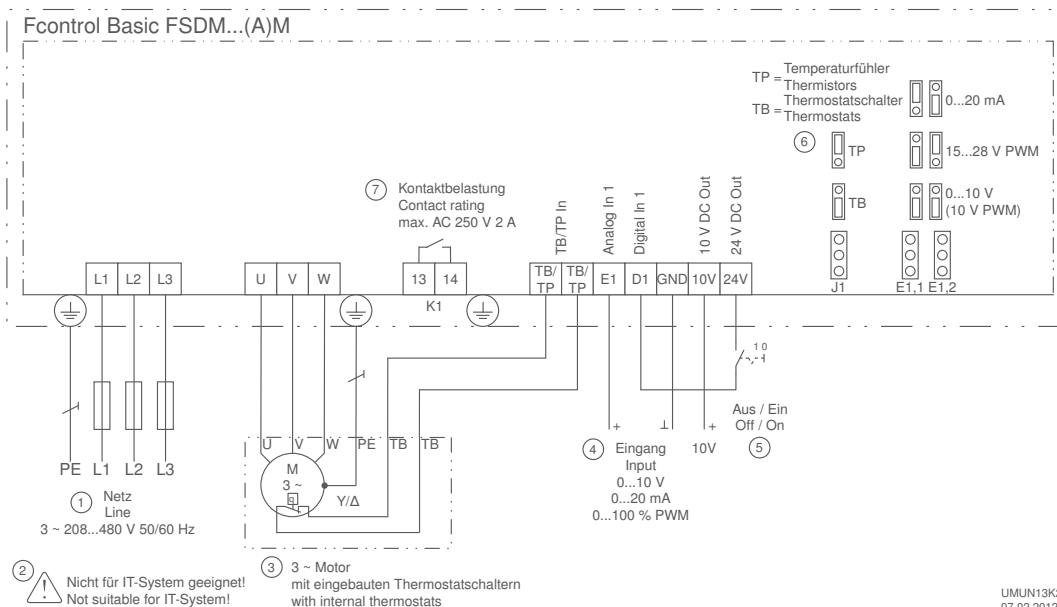 Fcontrol Basic FSDM...(A)M
TP = Temperaturfühler
Thermistors
TB = Thermostatschalter
Thermostats
0...20 mA
6
TP
15...28 V PWM
TB
0...10 V
(10 V PWM)
J1
E1,1 E1,2
7
Kontaktbelastung
Contact rating
max. AC 250 V 2 A
TB/TP In
Analog In 1
Digital In 1
10 V DC Out
24 V DC Out
L1 L2 L3
U V W
13 14
K1
TB/TP TB/TP E1 D1 GND 10V 24V
1 0
Aus / Ein
Off / On
5
+ ⊥ +
4
Eingang
Input
0...10 V
0...20 mA
0...100 % PWM
10V
U V W PE TB TB
M
3 ~
Y/Δ
PE L1 L2 L3
1
Netz
Line
3 ~ 208...480 V 50/60 Hz
2
!
Nicht für IT-System geeignet!
Not suitable for IT-System!
3
3 ~ Motor
mit eingebauten Thermostatschaltern
with internal thermostats